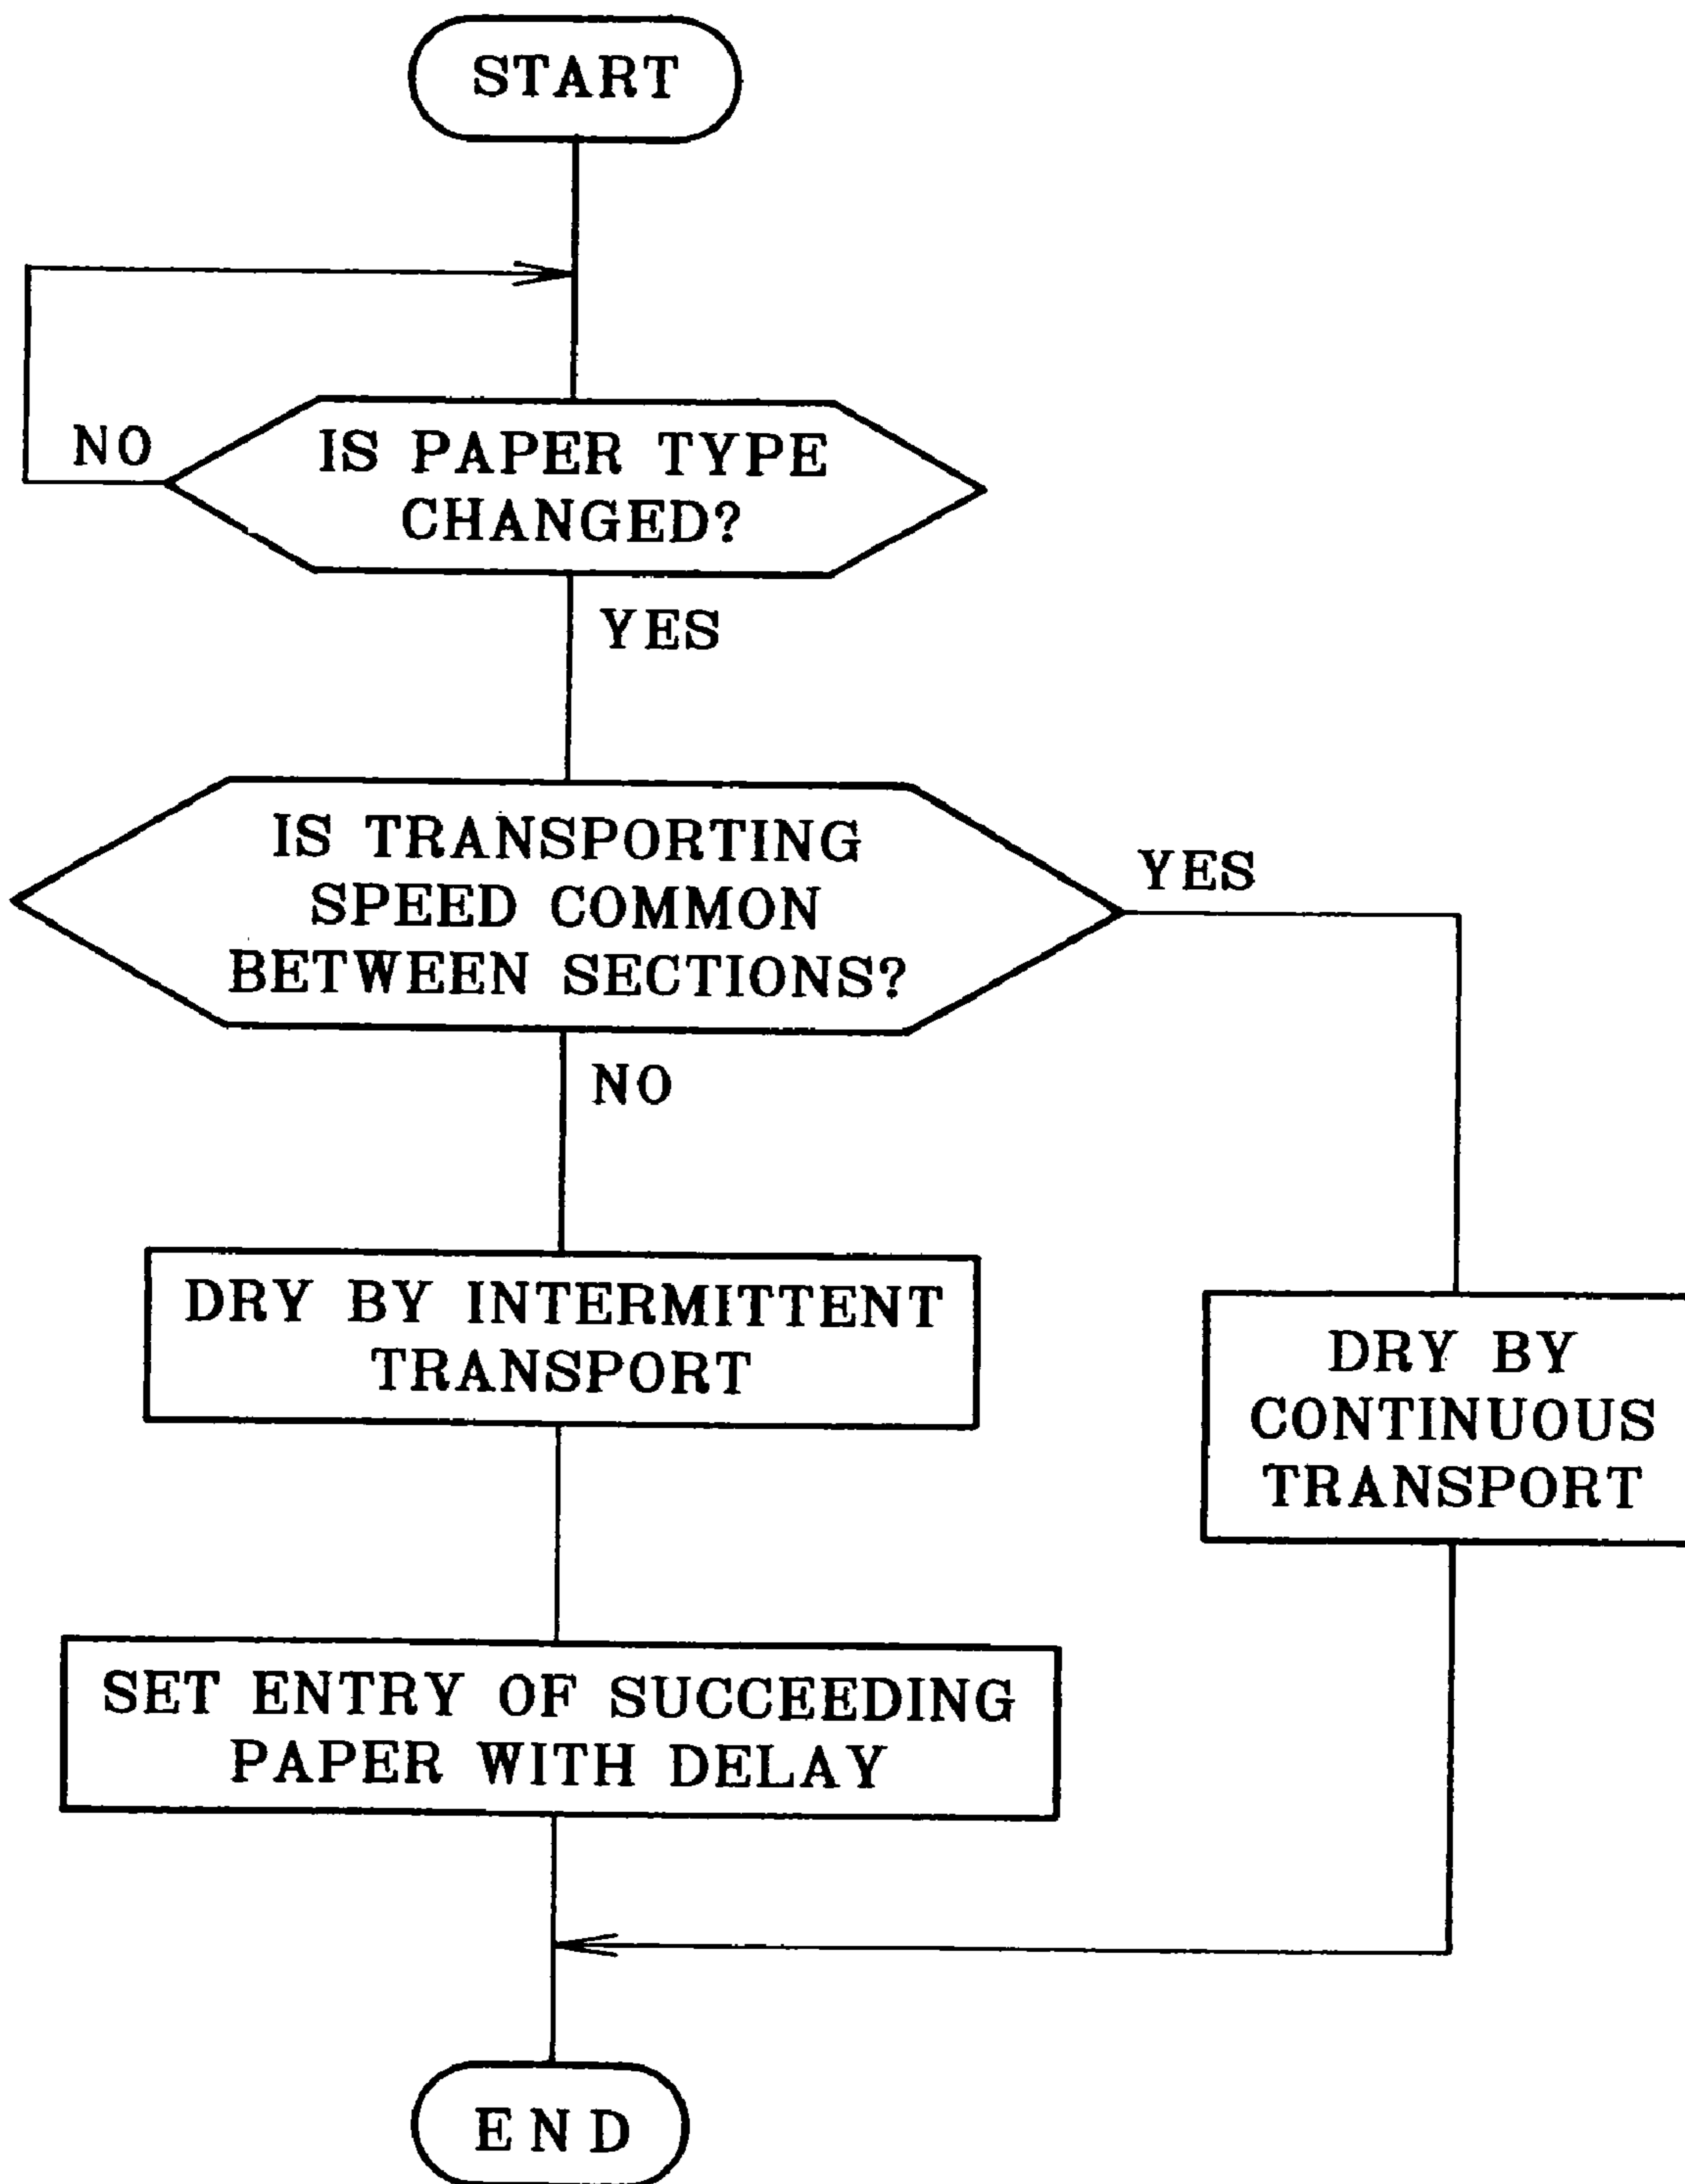 START
NO
IS PAPER TYPE
CHANGED?
YES
IS TRANSPORTING
SPEED COMMON
BETWEEN SECTIONS?
YES
NO
DRY BY INTERMITTENT
TRANSPORT
DRY BY
CONTINUOUS
TRANSPORT
SET ENTRY OF SUCCEEDING
PAPER WITH DELAY
END